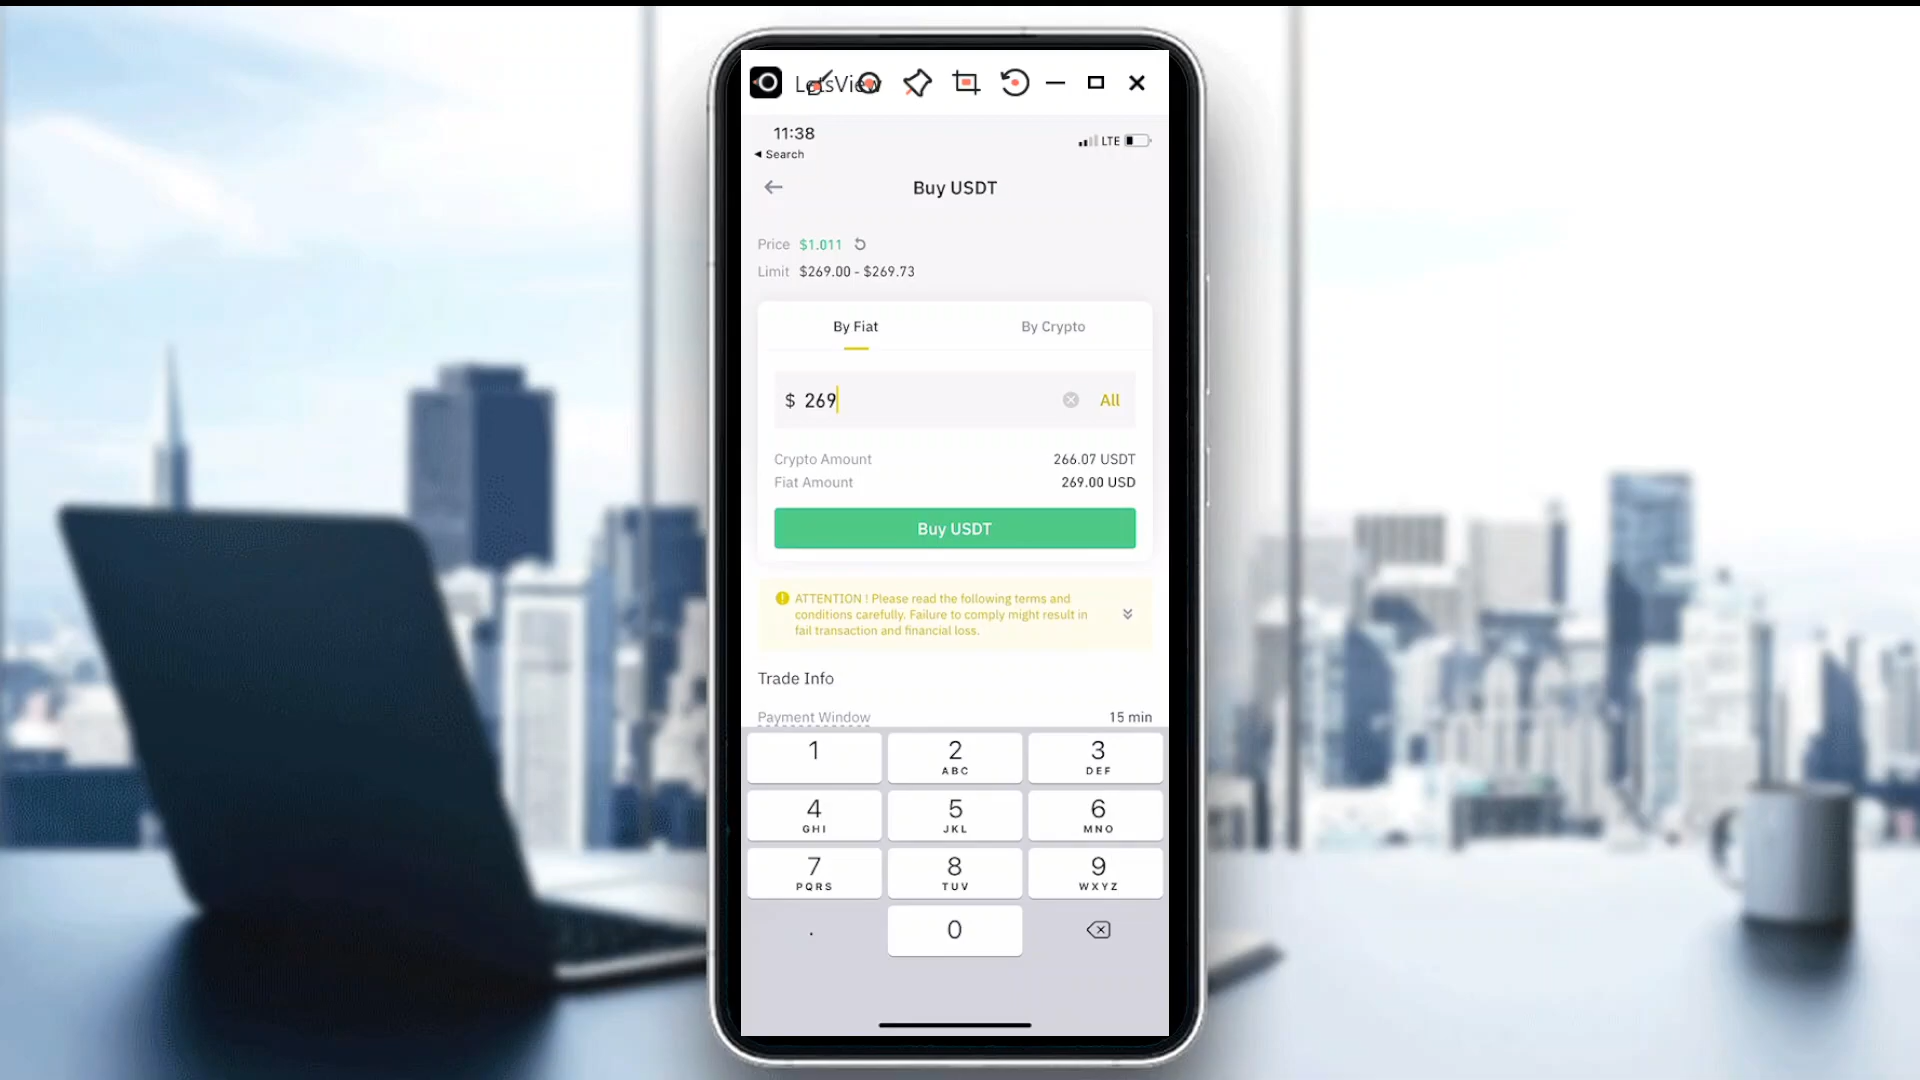 LetsView
11:38
LTE
◄ Search
Buy USDT
Price $1.011
Limit $269.00 - $269.73
By Fiat By Crypto
$ 269 All
Crypto Amount 266.07 USDT
Fiat Amount 269.00 USD
Buy USDT
ATTENTION ! Please read the following terms and
conditions carefully. Failure to comply might result in
fail transaction and financial loss.
Trade Info
Payment Window 15 min
1 2 3
ABC DEF
4 5 6
GHI JKL MNO
7 8 9
PQRS TUV WXYZ
. 0